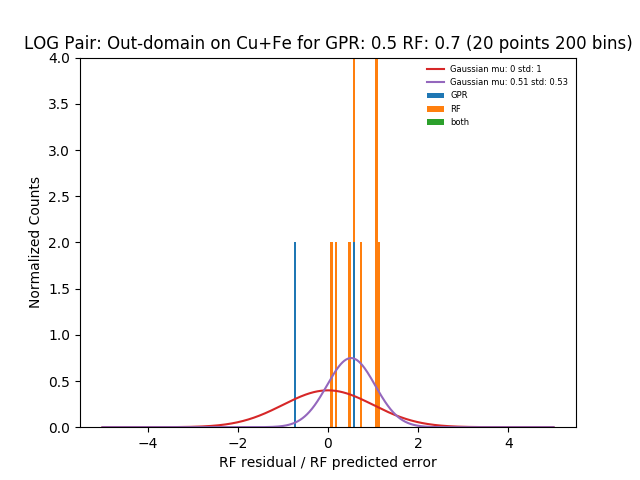 LOG Pair: Out-domain on Cu+Fe for GPR: 0.5 RF: 0.7 (20 points 200 bins)
4.0
3.5
3.0
2.5
2.0
1.5
1.0
0.5
0.0
Normalized Counts
Gaussian mu: 0 std: 1
Gaussian mu: 0.51 std: 0.53
GPR
RF
both
−4 −2 0 2 4
RF residual / RF predicted error